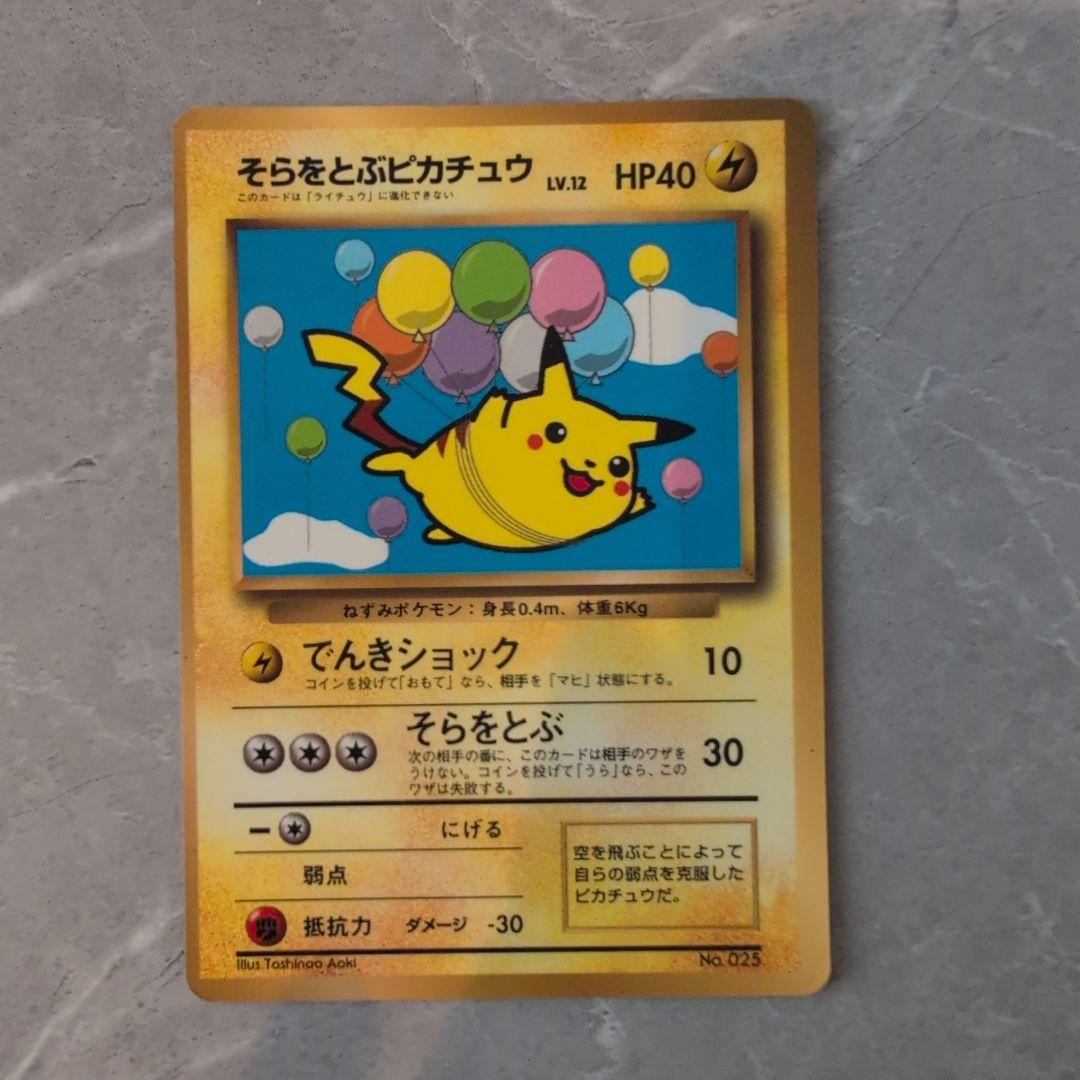 そらをとぶピカチュウ LV.12 HP40
このカードは「ライチュウ」に進化できない
ねずみポケモン：身長0.4m、体重6Kg
でんきショック 10
コインを投げて「おもて」なら、相手を「マヒ」状態にする。
そらをとぶ 30
次の相手の番に、このカードは相手のワザを
うけない。コインを投げて「うら」なら、この
ワザは失敗する。
にげる
弱点
抵抗力 ダメージ -30
空を飛ぶことによって
自らの弱点を克服した
ピカチュウだ。
Illus.Toshinao Aoki No. 025